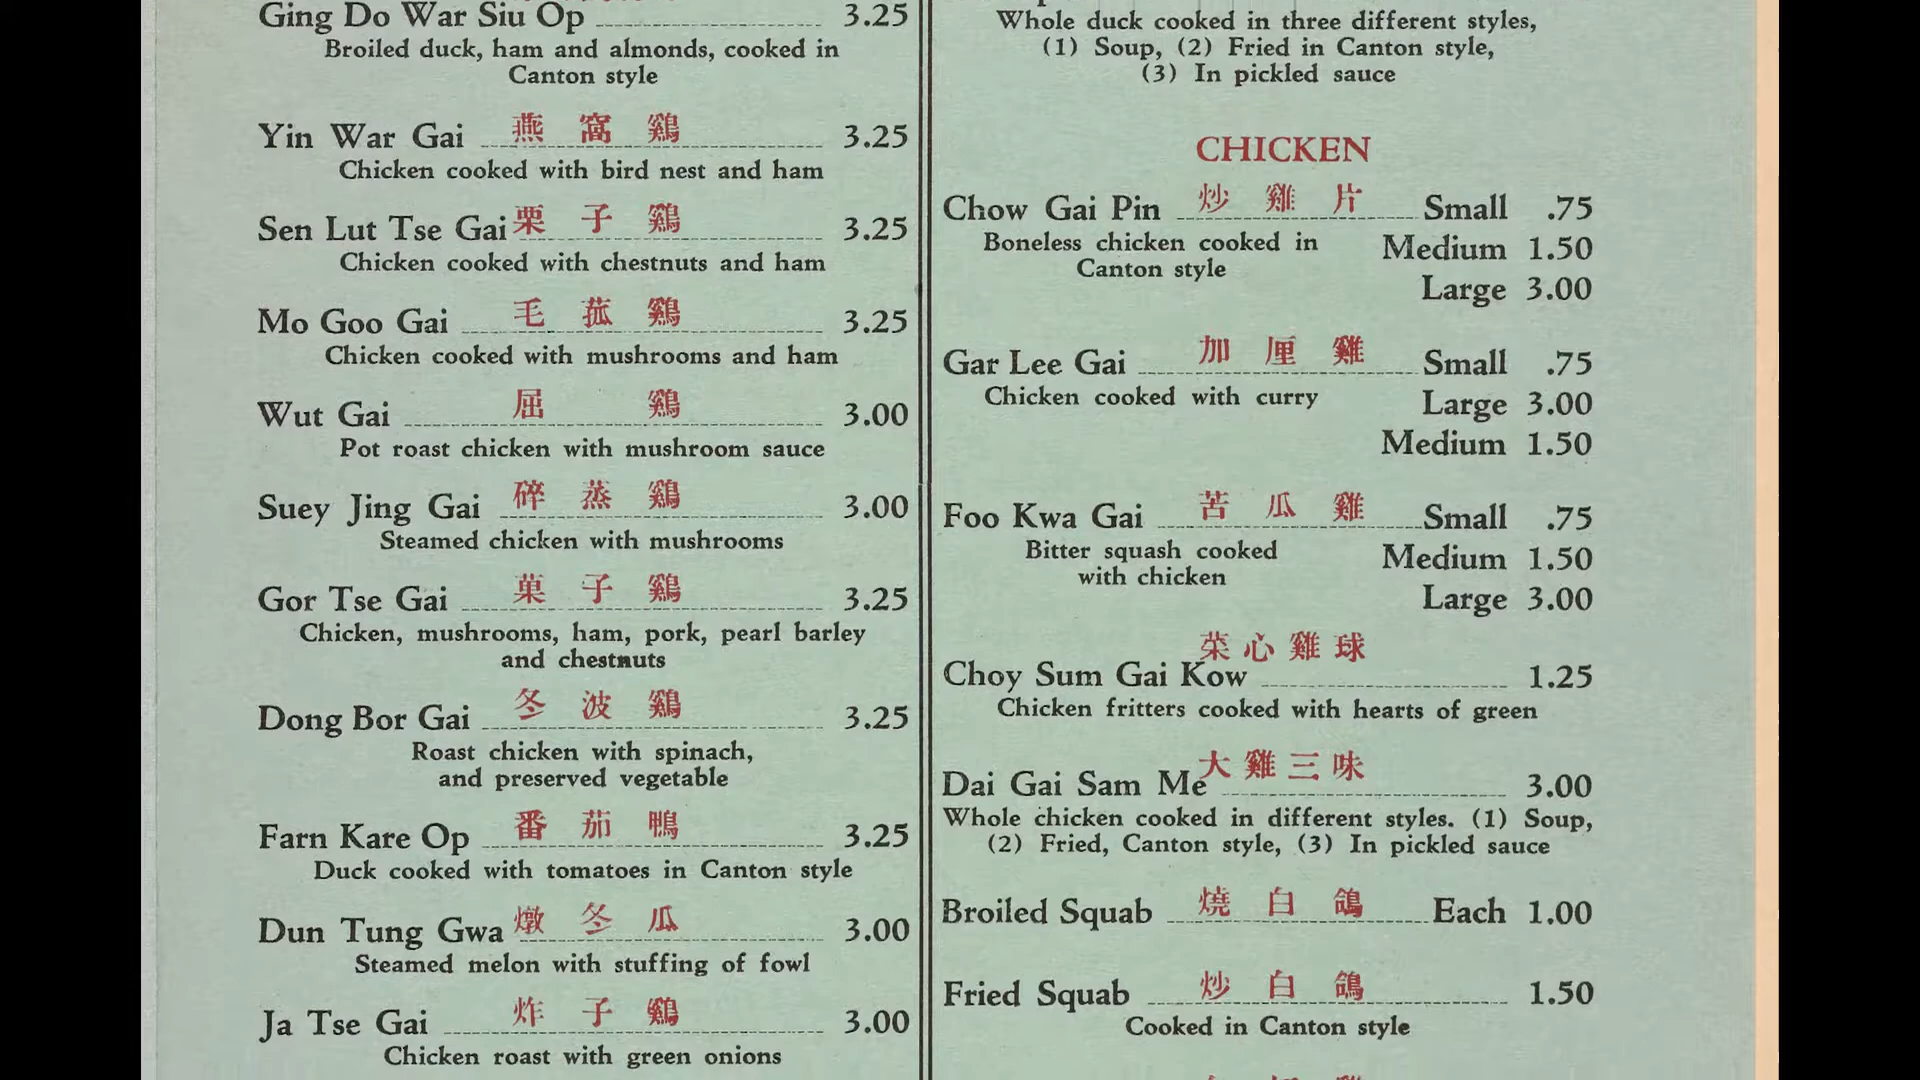 Ging Do War Siu Op 3.25
Broiled duck, ham and almonds, cooked in
Canton style
Yin War Gai 燕窩鷄 3.25
Chicken cooked with bird nest and ham
Sen Lut Tse Gai 栗子鷄 3.25
Chicken cooked with chestnuts and ham
Mo Goo Gai 毛菰鷄 3.25
Chicken cooked with mushrooms and ham
Wut Gai 屈鷄 3.00
Pot roast chicken with mushroom sauce
Suey Jing Gai 碎蒸鷄 3.00
Steamed chicken with mushrooms
Gor Tse Gai 菓子鷄 3.25
Chicken, mushrooms, ham, pork, pearl barley
and chestnuts
Dong Bor Gai 冬波鷄 3.25
Roast chicken with spinach,
and preserved vegetable
Farn Kare Op 番茄鴨 3.25
Duck cooked with tomatoes in Canton style
Dun Tung Gwa 燉冬瓜 3.00
Steamed melon with stuffing of fowl
Ja Tse Gai 炸子鷄 3.00
Chicken roast with green onions
Whole duck cooked in three different styles,
(1) Soup, (2) Fried in Canton style,
(3) In pickled sauce
CHICKEN
Chow Gai Pin 炒雞片 Small .75
Boneless chicken cooked in Medium 1.50
Canton style
Large 3.00
Gar Lee Gai 加厘雞 Small .75
Chicken cooked with curry Large 3.00
Medium 1.50
Foo Kwa Gai 苦瓜雞 Small .75
Bitter squash cooked Medium 1.50
with chicken
Large 3.00
菜心雞球
Choy Sum Gai Kow 1.25
Chicken fritters cooked with hearts of green
Dai Gai Sam Me 大雞三味 3.00
Whole chicken cooked in different styles. (1) Soup,
(2) Fried, Canton style, (3) In pickled sauce
Broiled Squab 燒白鴿 Each 1.00
Fried Squab 炒白鴿 1.50
Cooked in Canton style